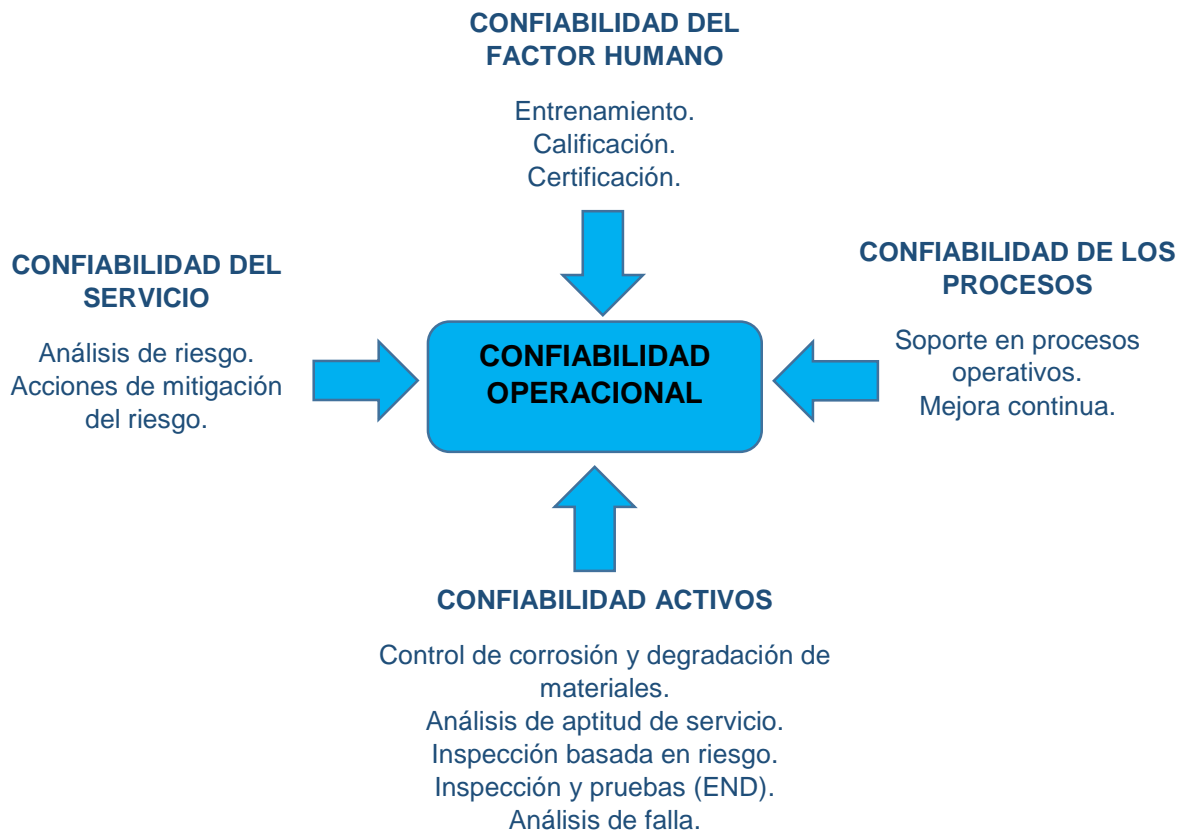 CONFIABILIDAD DEL
FACTOR HUMANO
Entrenamiento.
Calificación.
Certificación.
CONFIABILIDAD DEL
SERVICIO
Análisis de riesgo.
Acciones de mitigación
del riesgo.
CONFIABILIDAD
OPERACIONAL
CONFIABILIDAD DE LOS
PROCESOS
Soporte en procesos
operativos.
Mejora continua.
CONFIABILIDAD ACTIVOS
Control de corrosión y degradación de
materiales.
Análisis de aptitud de servicio.
Inspección basada en riesgo.
Inspección y pruebas (END).
Análisis de falla.